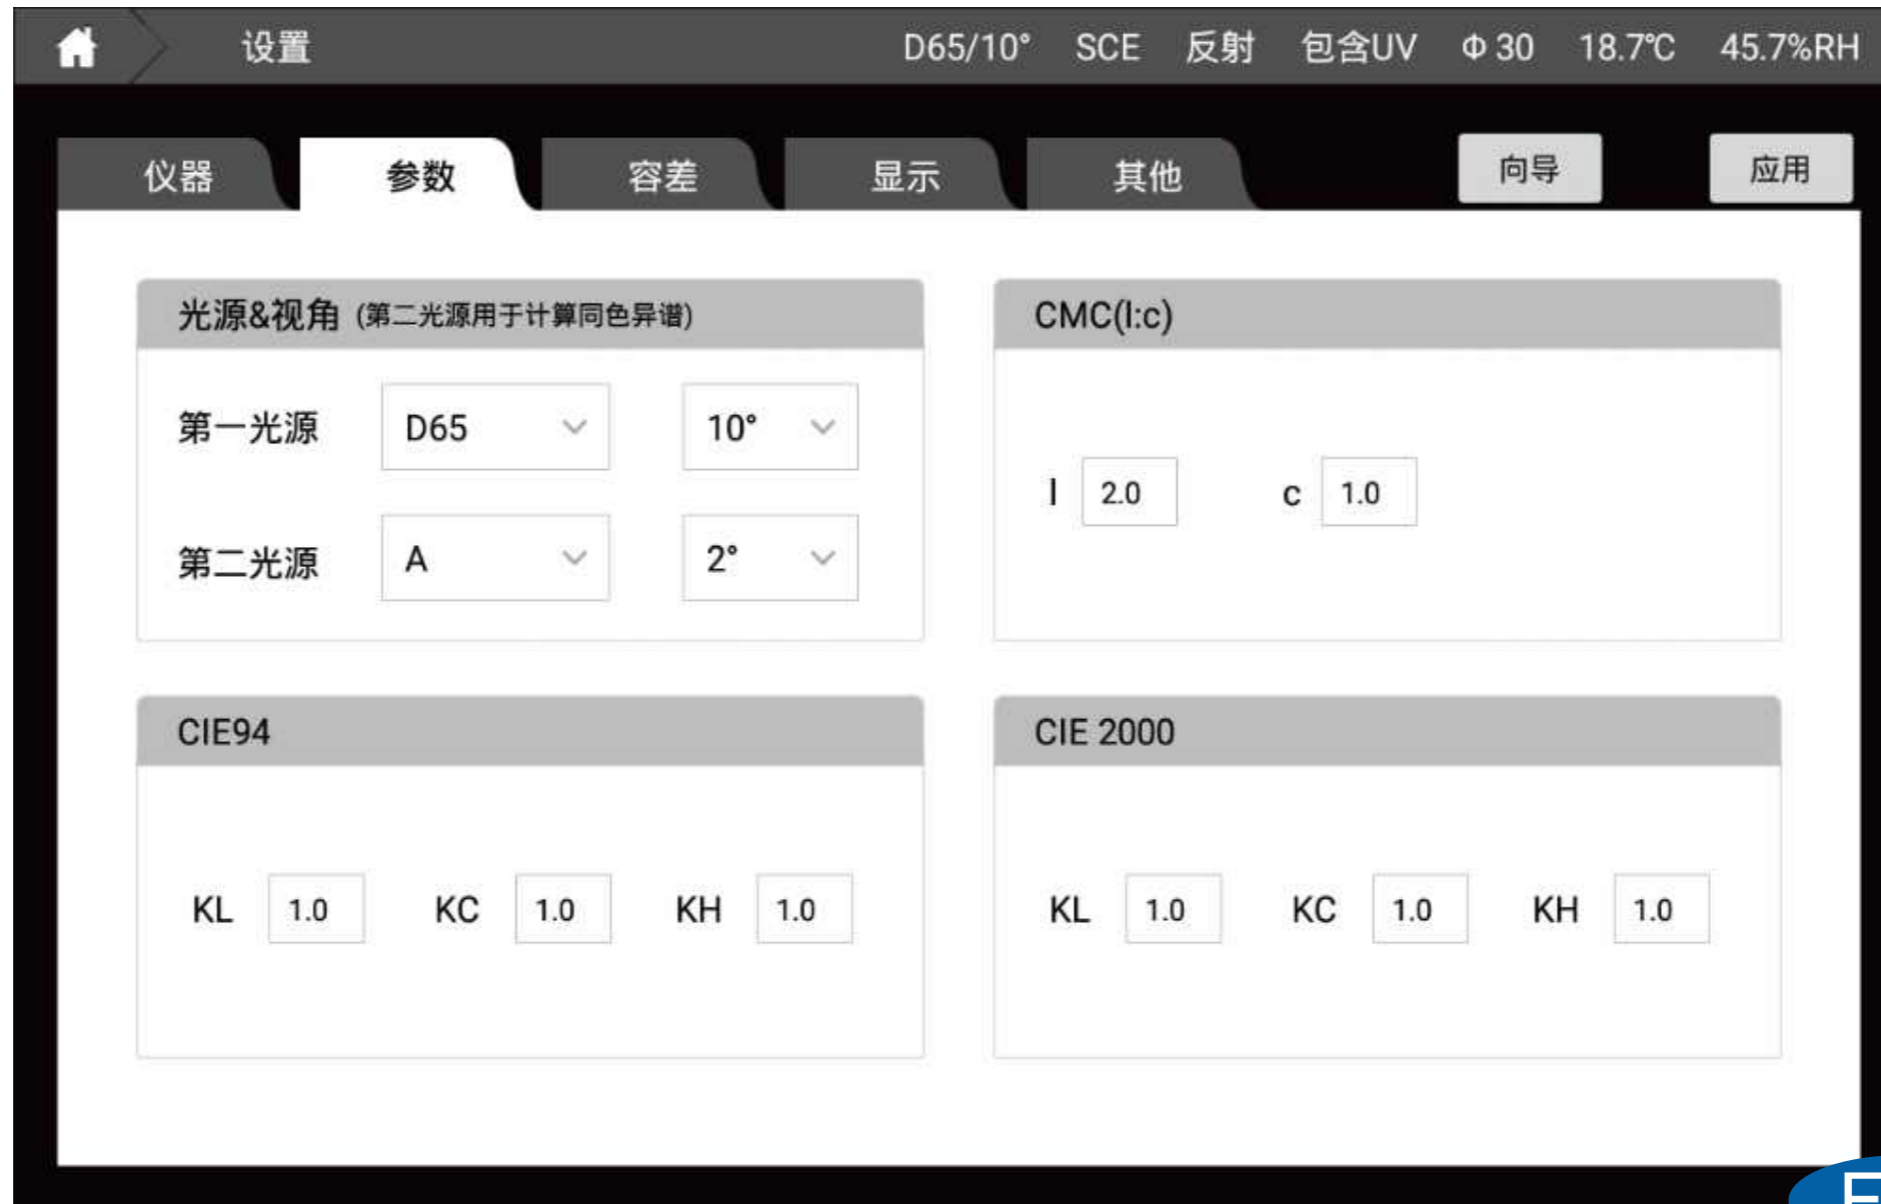 设置 D65/10° SCE 反射 包含UV Φ30 18.7℃ 45.7%RH
仪器 参数 容差 显示 其他 向导 应用
光源&视角 (第二光源用于计算同色异谱)
第一光源 D65 10°
第二光源 A 2°
CMC(l:c)
l 2.0 c 1.0
CIE94
KL 1.0 KC 1.0 KH 1.0
CIE 2000
KL 1.0 KC 1.0 KH 1.0